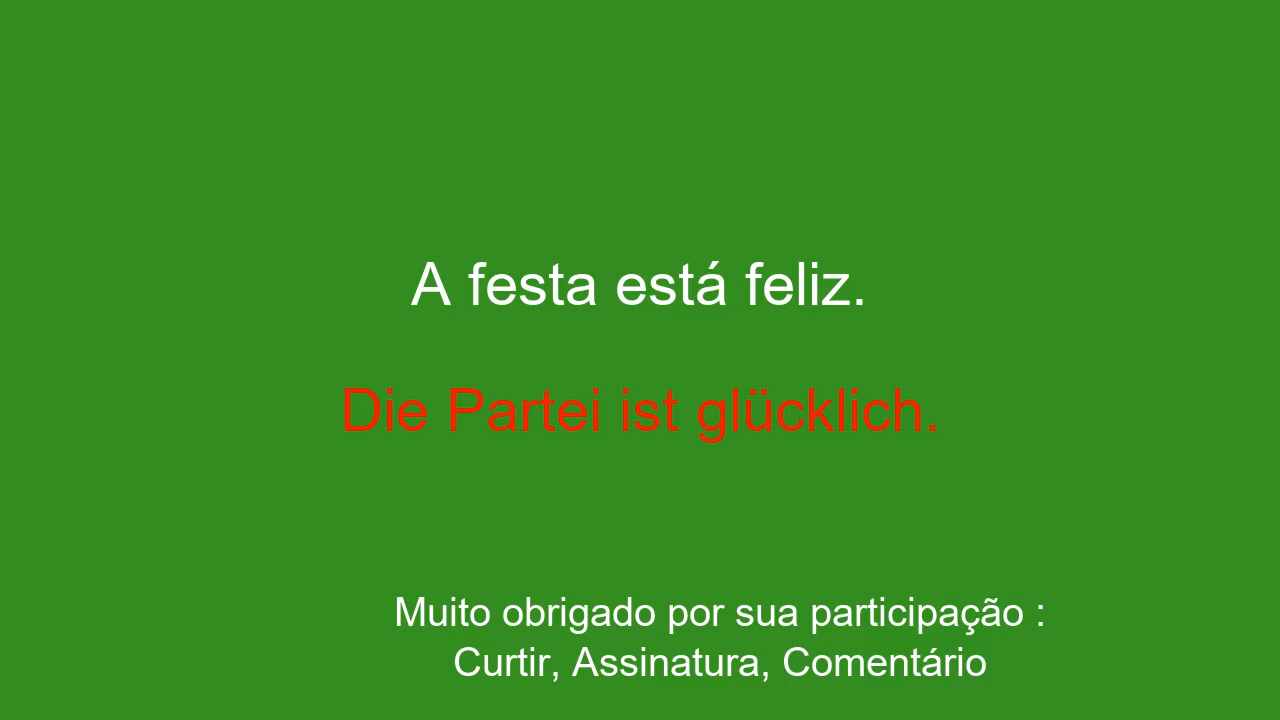 A festa está feliz.
Die Partei ist glücklich.
Muito obrigado por sua participação :
Curtir, Assinatura, Comentário